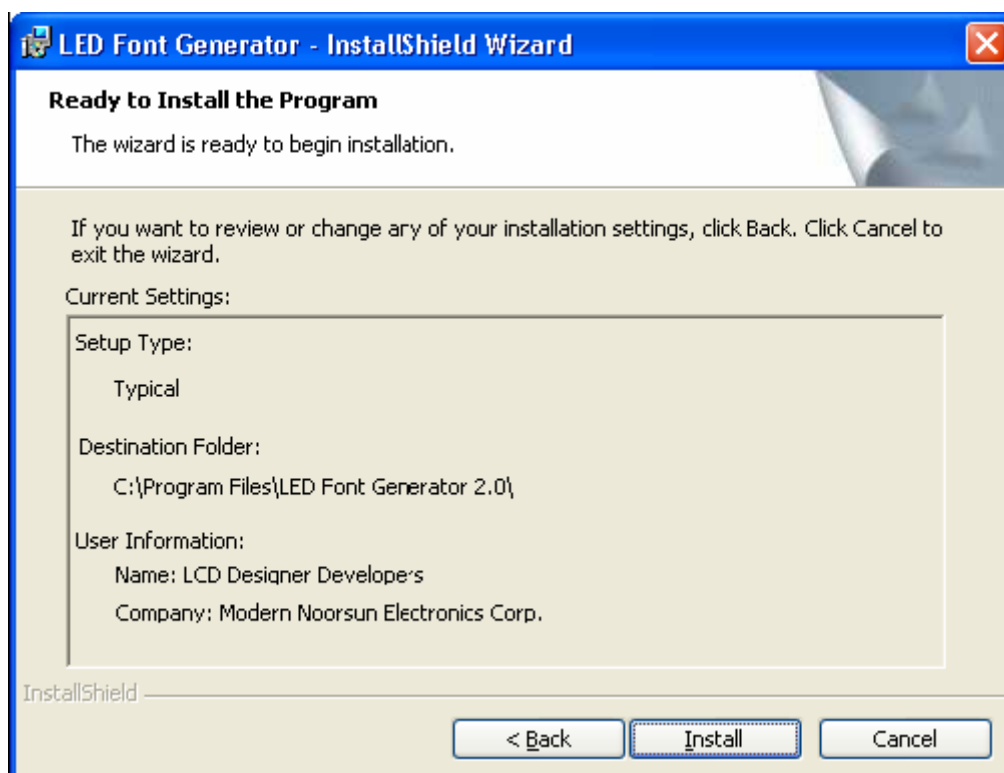 LED Font Generator - InstallShield Wizard
Ready to Install the Program
The wizard is ready to begin installation.
If you want to review or change any of your installation settings, click Back. Click Cancel to
exit the wizard.
Current Settings:
Setup Type:
Typical
Destination Folder:
C:\Program Files\LED Font Generator 2.0\
User Information:
Name: LCD Designer Developers
Company: Modern Noorsun Electronics Corp.
InstallShield
< Back
Install
Cancel